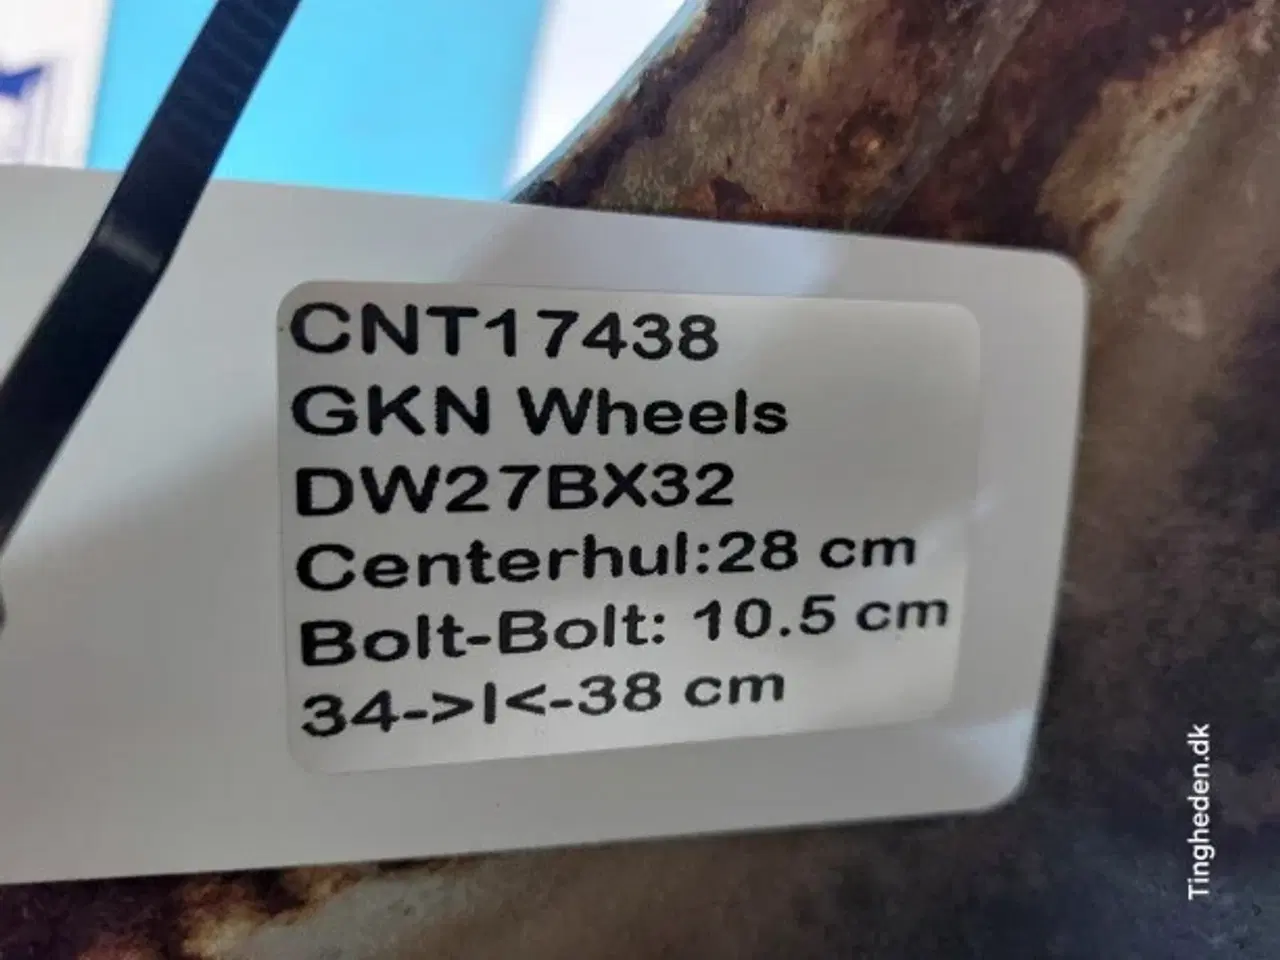 CNT17438
GKN Wheels
DW27BX32
Centerhul:28 cm
Bolt-Bolt: 10.5 cm
34->I<-38 cm
Tingheden.dk